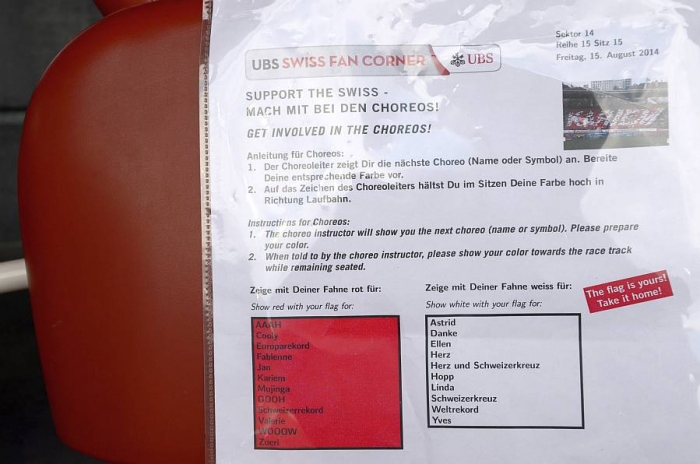 Sektor 14
Reihe 15 Sitz 15
Freitag, 15. August 2014
UBS SWISS FAN CORNER UBS
SUPPORT THE SWISS -
MACH MIT BEI DEN CHOREOS!
GET INVOLVED IN THE CHOREOS!
KARIEM
Anleitung für Choreos:
1. Der Choreoleiter zeigt Dir die nächste Choreo (Name oder Symbol) an. Bereite
Deine entsprechende Farbe vor.
2. Auf das Zeichen des Choreoleiters hältst Du im Sitzen Deine Farbe hoch in
Richtung Laufbahn.
Instructions for Choreos:
1. The choreo instructor will show you the next choreo (name or symbol). Please prepare
your color.
2. When told to by the choreo instructor, please show your color towards the race track
while remaining seated.
Zeige mit Deiner Fahne rot für:
Show red with your flag for:
AAAH
Cooly
Europarekord
Fabienne
Jan
Kariem
Mujinga
OOOH
Schweizerrekord
Valerie
WOOOW
Züri
Zeige mit Deiner Fahne weiss für:
Show white with your flag for:
Astrid
Danke
Ellen
Herz
Herz und Schweizerkreuz
Hopp
Linda
Schweizerkreuz
Weltrekord
Yves
The flag is yours!
Take it home!